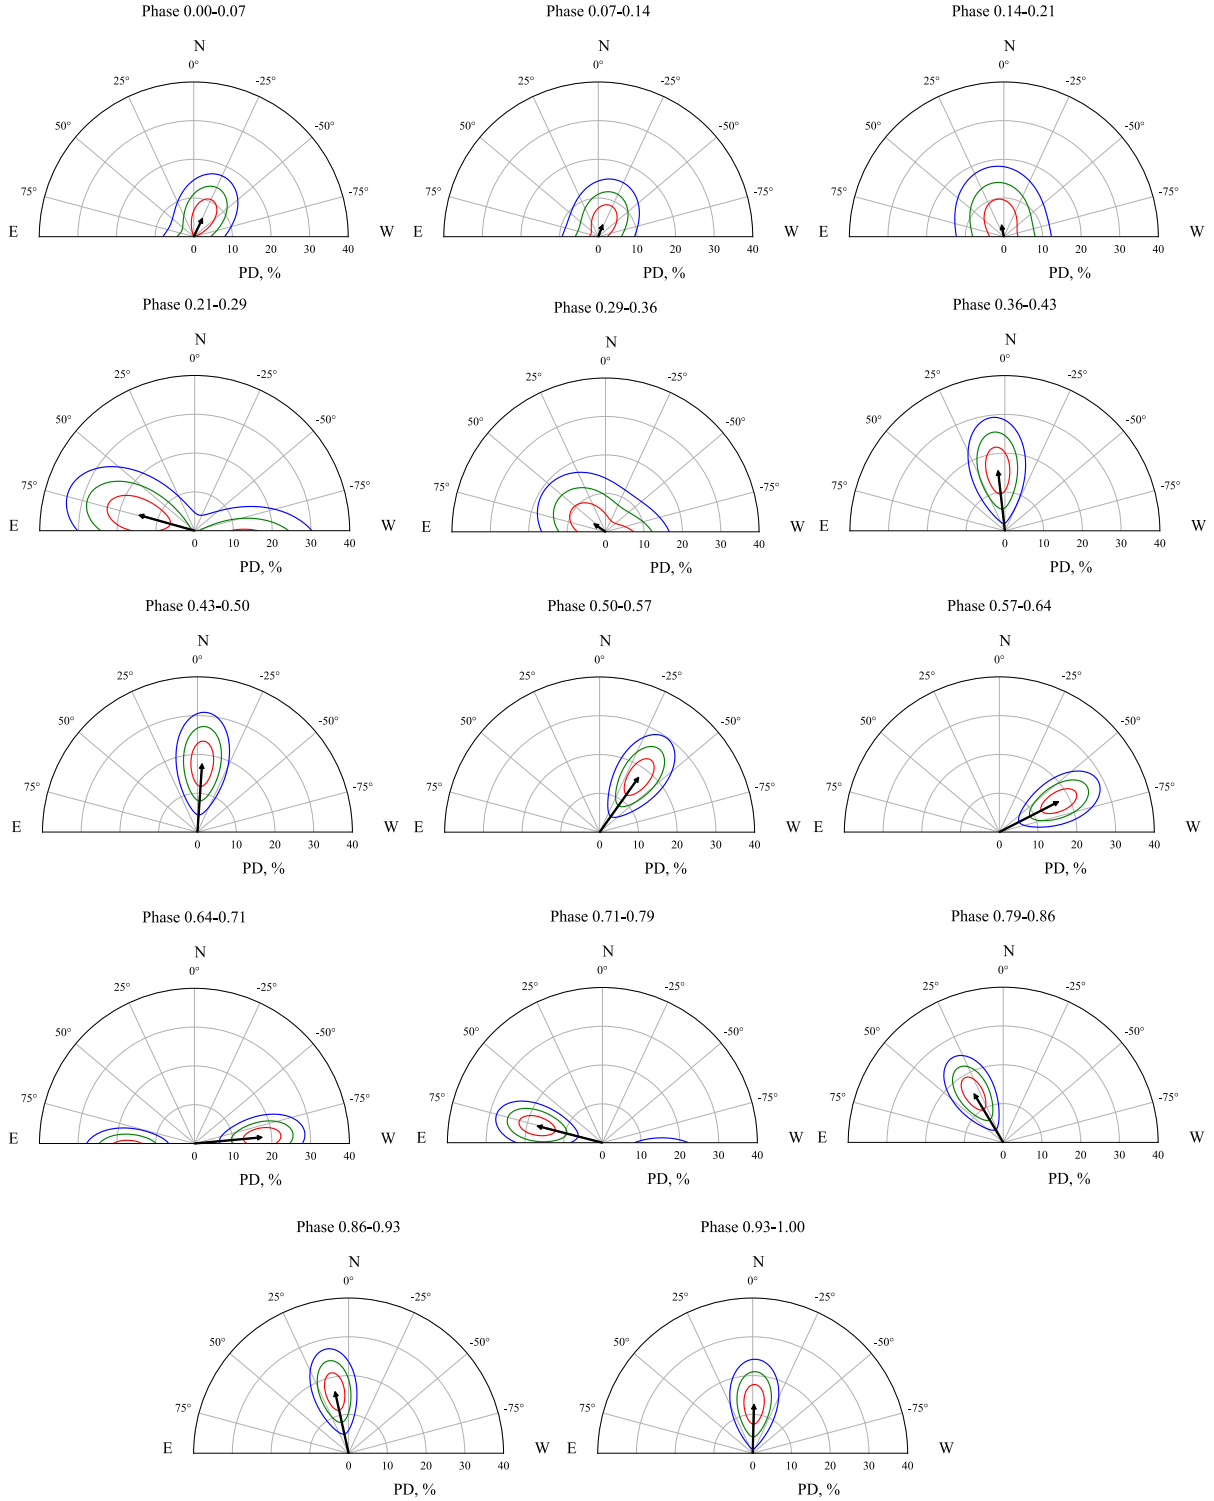 Phase 0.00-0.07 Phase 0.07-0.14 Phase 0.14-0.21
N N N
0° 0° 0°
25° -25° 25° -25° 25° -25°
50° -50° 50° -50° 50° -50°
75° -75° 75° -75° 75° -75°
E W E W E W
0 10 20 30 40 0 10 20 30 40 0 10 20 30 40
PD, % PD, % PD, %
Phase 0.21-0.29 Phase 0.29-0.36 Phase 0.36-0.43
N N N
0° 0° 0°
25° -25° 25° -25° 25° -25°
50° -50° 50° -50° 50° -50°
75° -75° 75° -75° 75° -75°
E W E W E W
0 10 20 30 40 0 10 20 30 40 0 10 20 30 40
PD, % PD, % PD, %
Phase 0.43-0.50 Phase 0.50-0.57 Phase 0.57-0.64
N N N
0° 0° 0°
25° -25° 25° -25° 25° -25°
50° -50° 50° -50° 50° -50°
75° -75° 75° -75° 75° -75°
E W E W E W
0 10 20 30 40 0 10 20 30 40 0 10 20 30 40
PD, % PD, % PD, %
Phase 0.64-0.71 Phase 0.71-0.79 Phase 0.79-0.86
N N N
0° 0° 0°
25° -25° 25° -25° 25° -25°
50° -50° 50° -50° 50° -50°
75° -75° 75° -75° 75° -75°
E W E W E W
0 10 20 30 40 0 10 20 30 40 0 10 20 30 40
PD, % PD, % PD, %
Phase 0.86-0.93 Phase 0.93-1.00
N N
0° 0°
25° -25° 25° -25°
50° -50° 50° -50°
75° -75° 75° -75°
E W E W
0 10 20 30 40 0 10 20 30 40
PD, % PD, %